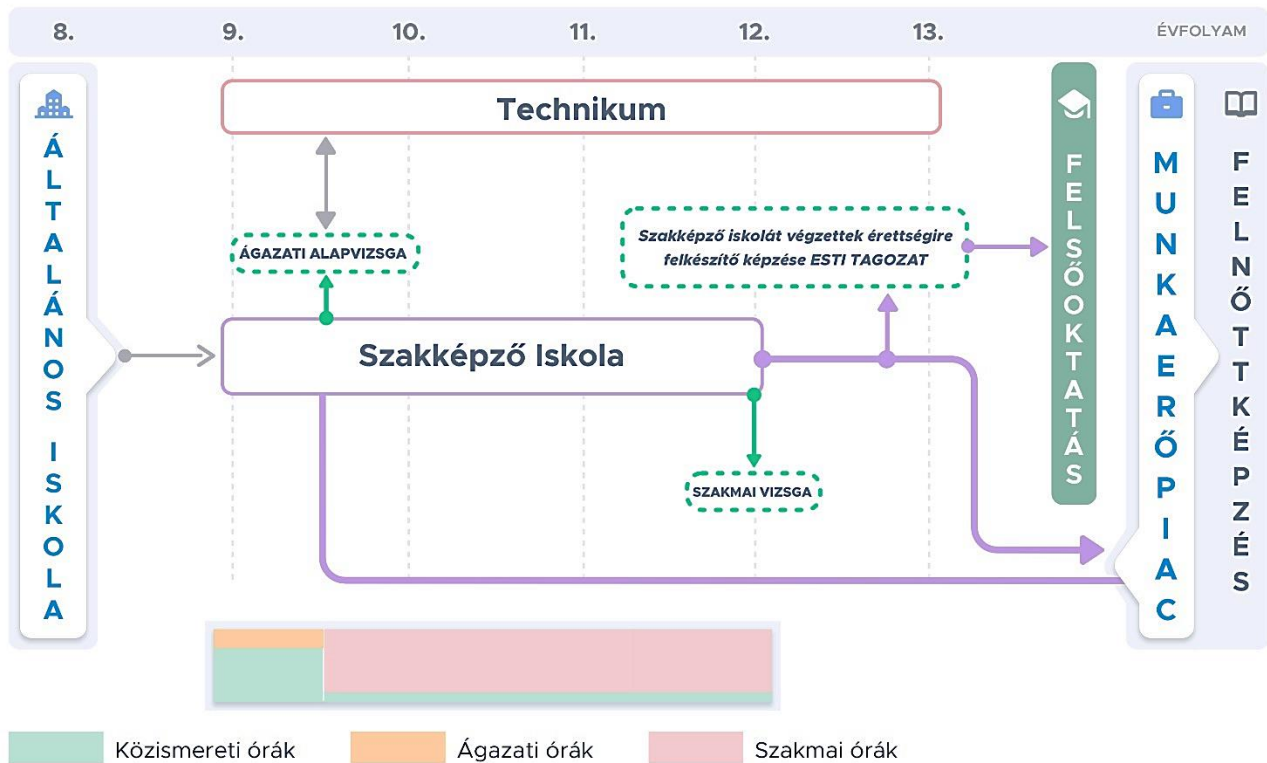 8. 9. 10. 11. 12. 13. ÉVFOLYAM
ÁLTALÁNOS ISKOLA
Technikum
ÁGAZATI ALAPVIZSGA
Szakképző iskolát végzettek érettségire
felkészítő képzése ESTI TAGOZAT
Szakképző Iskola
SZAKMAI VIZSGA
FELSŐOKTATÁS
MUNKAERŐPIAC
FELNŐTTKÉPZÉS
Közismereti órák
Ágazati órák
Szakmai órák